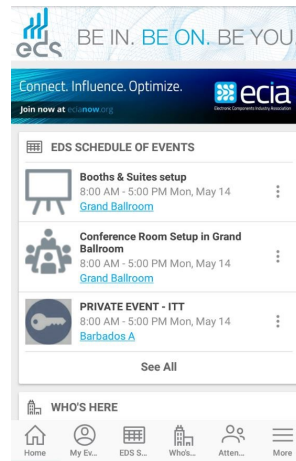 ecs
BE IN. BE ON. BE YOU
Connect. Influence. Optimize.
Join now at ecianow.org
ecia
Electronic Components Industry Association
EDS SCHEDULE OF EVENTS
Booths & Suites setup
8:00 AM - 5:00 PM Mon, May 14
Grand Ballroom
Conference Room Setup in Grand
Ballroom
8:00 AM - 5:00 PM Mon, May 14
Grand Ballroom
PRIVATE EVENT - ITT
8:00 AM - 5:00 PM Mon, May 14
Barbados A
See All
WHO'S HERE
Home
My Ev...
EDS S...
Who's...
Atten...
More